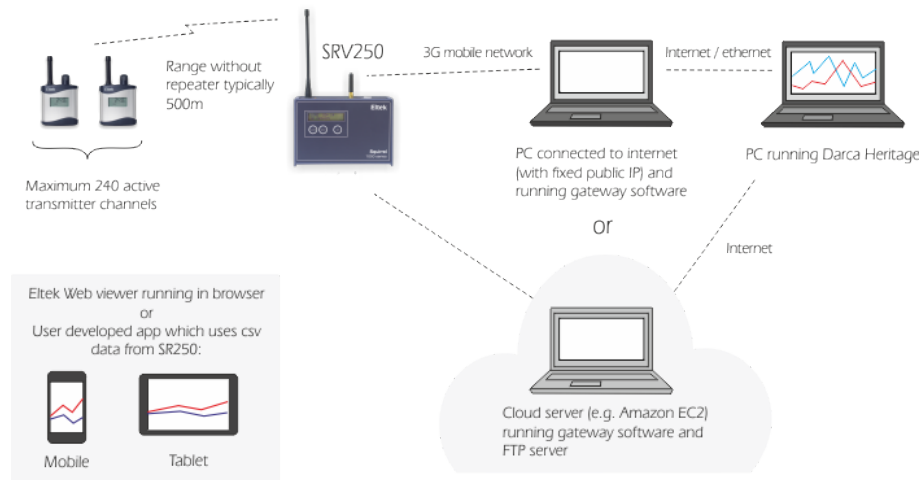 SRV250
3G mobile network
Internet / ethernet
Range without
repeater typically
500m
Eltek
Maximum 240 active
transmitter channels
PC connected to internet
(with fixed public IP) and
running gateway software
PC running Darca Heritage
or
Internet
Eltek Web viewer running in browser
or
User developed app which uses csv
data from SR250:
Mobile
Tablet
Cloud server (e.g. Amazon EC2)
running gateway software and
FTP server